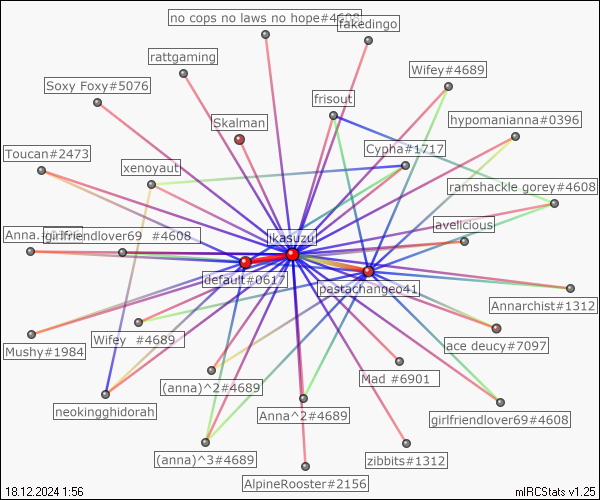 no cops no laws no hope#4608
fakedingo
rattgaming
Wifey#4689
Soxy Foxy#5076
frisout
hypomanianna#0396
Skalman
Cypha#1717
Toucan#2473
xenoyaut
ramshackle gorey#4608
avelicious
Anna.
girlfriendlover69 #4608
ikasuzu
default#0617
pastachange041
Annarchist#1312
Wifey #4689
Mushy#1984
ace deucy#7097
(anna)^2#4689
Mad #6901
neokingghidorah
Anna^2#4689
girlfriendlover69#4608
(anna)^3#4689
zibbits#1312
AlpineRooster#2156
18.12.2024 1:56
mIRCStats v1.25